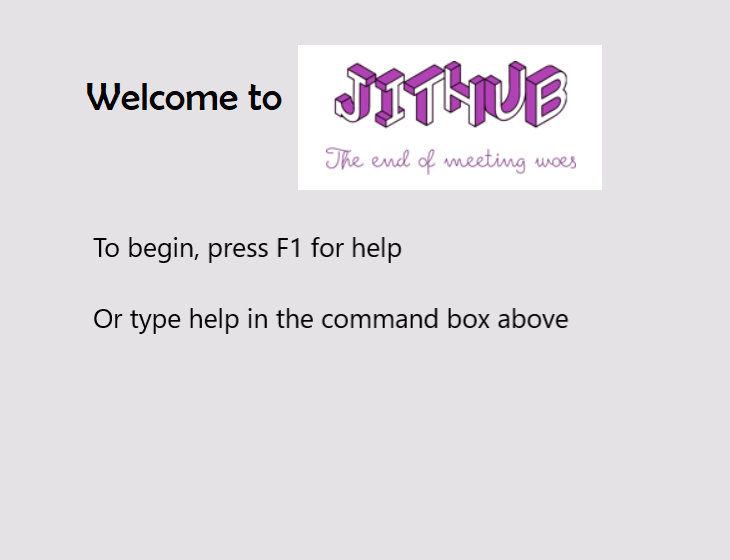 Welcome to
JITHUB
The end of meeting woes
To begin, press F1 for help
Or type help in the command box above